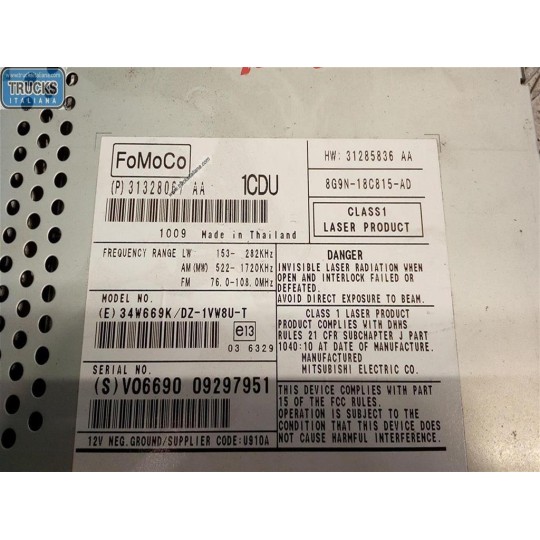 www.trucksitaliana.com
TRUCKS
ITALIANA
FoMoCo
(P) 31328067 AA
1CDU
HW: 31285836 AA
8G9N-18C815-AD
CLASS1
LASER PRODUCT
1009 Made in Thailand
FREQUENCY RANGE LW 153- 282KHz
AM(MW) 522- 1720KHz
FM 76.0-108.0MHz
DANGER
INVISIBLE LASER RADIATION WHEN
OPEN AND INTERLOCK FAILED OR
DEFEATED.
AVOID DIRECT EXPOSURE TO BEAM.
MODEL NO.
(E) 34W669K/DZ-1VW8U-T
e13
03 6329
CLASS 1 LASER PRODUCT
PRODUCT COMPLIES WITH DHHS
RULES 21 CFR SUBCHAPTER J PART
1040:10 AT DATE OF MANUFACTURE.
MANUFACTURED
MITSUBISHI ELECTRIC CO.
SERIAL NO.
(S) V06690 09297951
THIS DEVICE COMPLIES WITH PART
15 OF THE FCC RULES.
OPERATION IS SUBJECT TO THE
CONDITION THAT THIS DEVICE DOES
NOT CAUSE HARMFUL INTERFERENCE.
12V NEG.GROUND/SUPPLIER CODE:U910A